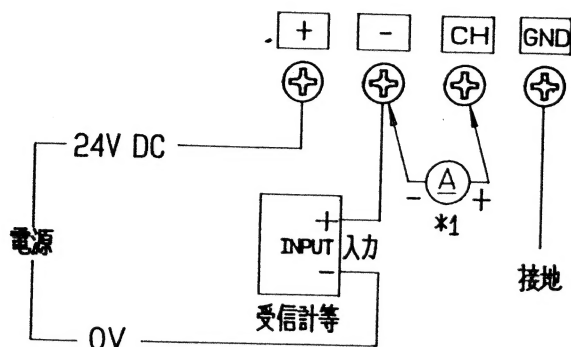 + - CH GND
24V DC
- A +
*1
電源
+
INPUT 入力
-
受信計等
接地
0V